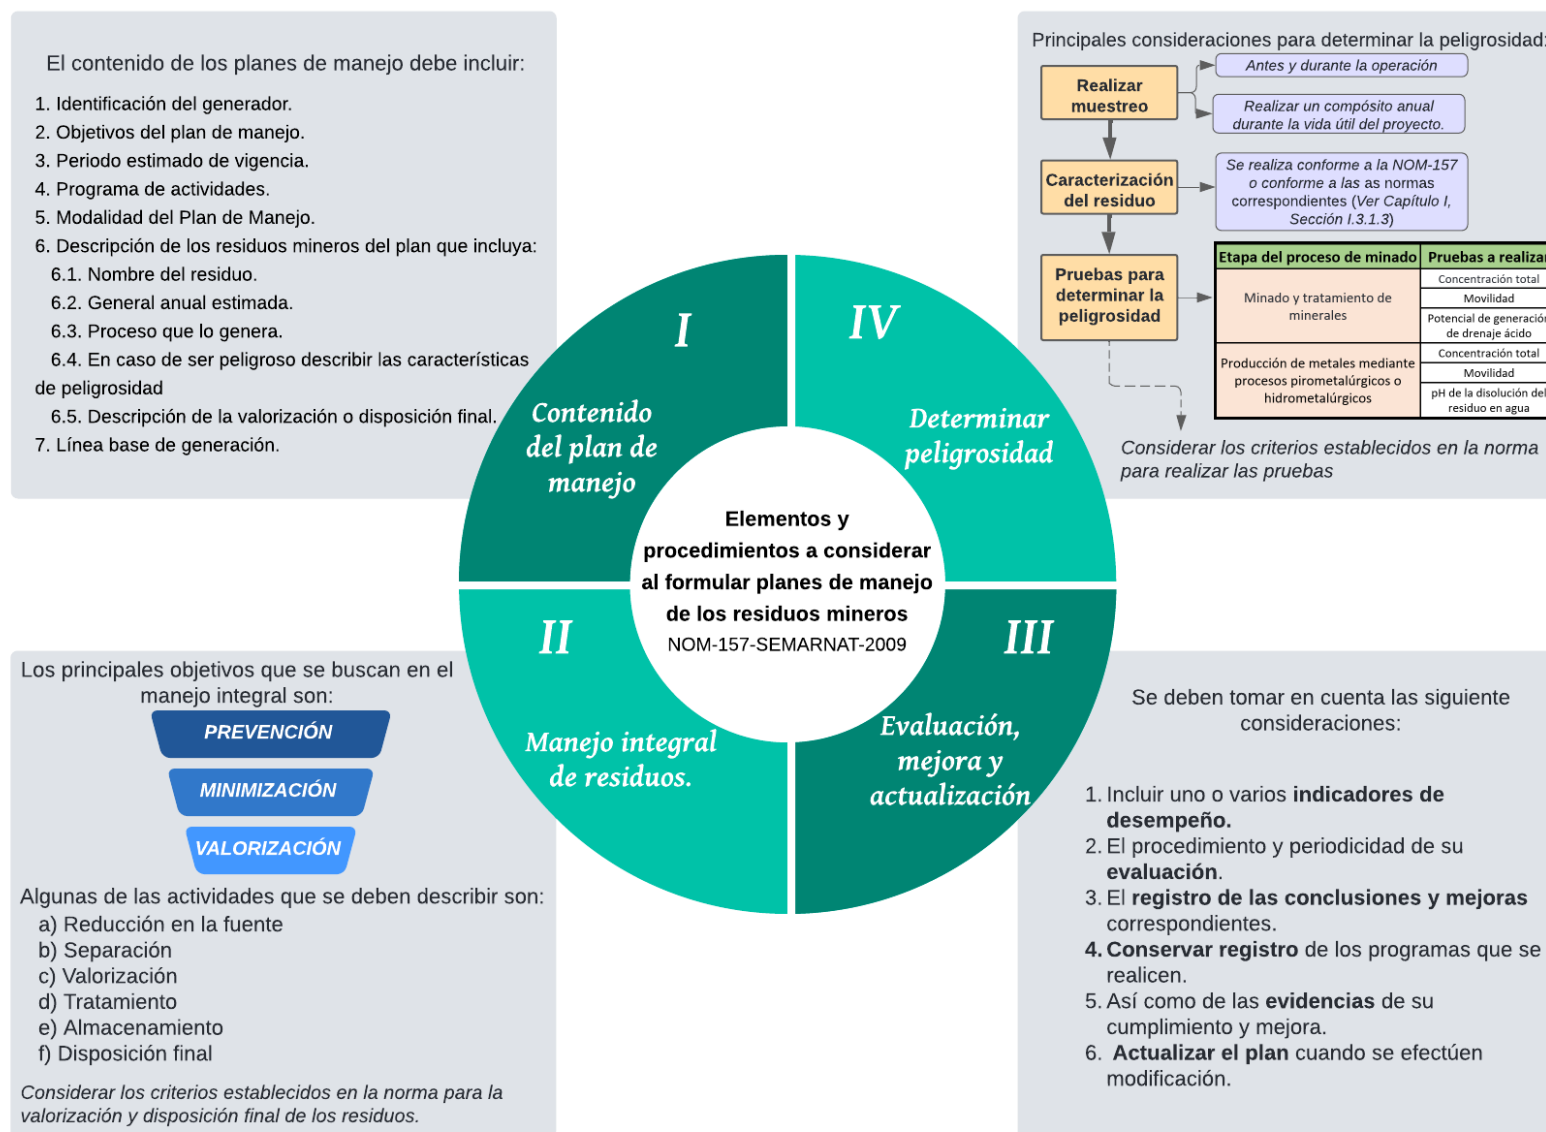 El contenido de los planes de manejo debe incluir:
1. Identificación del generador.
2. Objetivos del plan de manejo.
3. Periodo estimado de vigencia.
4. Programa de actividades.
5. Modalidad del Plan de Manejo.
6. Descripción de los residuos mineros del plan que incluya:
6.1. Nombre del residuo.
6.2. General anual estimada.
6.3. Proceso que lo genera.
6.4. En caso de ser peligroso describir las características
de peligrosidad
6.5. Descripción de la valorización o disposición final.
7. Línea base de generación.
I
Contenido
del plan de
manejo
IV
Determinar
peligrosidad
Principales consideraciones para determinar la peligrosidad:
Realizar
muestreo
Antes y durante la operación
Realizar un compósito anual
durante la vida útil del proyecto.
Caracterización
del residuo
Se realiza conforme a la NOM-157
o conforme a las as normas
correspondientes (Ver Capítulo I,
Sección I.3.1.3)
Pruebas para
determinar la
peligrosidad
Etapa del proceso de minado
Pruebas a realizar
Minado y tratamiento de
minerales
Concentración total
Movilidad
Potencial de generación
de drenaje ácido
Producción de metales mediante
procesos pirometalúrgicos o
hidrometalúrgicos
Concentración total
Movilidad
pH de la disolución del
residuo en agua
Considerar los criterios establecidos en la norma
para realizar las pruebas
Elementos y
procedimientos a considerar
al formular planes de manejo
de los residuos mineros
NOM-157-SEMARNAT-2009
II
Manejo integral
de residuos.
III
Evaluación,
mejora y
actualización
Los principales objetivos que se buscan en el
manejo integral son:
PREVENCIÓN
MINIMIZACIÓN
VALORIZACIÓN
Algunas de las actividades que se deben describir son:
a) Reducción en la fuente
b) Separación
c) Valorización
d) Tratamiento
e) Almacenamiento
f) Disposición final
Considerar los criterios establecidos en la norma para la
valorización y disposición final de los residuos.
Se deben tomar en cuenta las siguiente
consideraciones:
1. Incluir uno o varios indicadores de
desempeño.
2. El procedimiento y periodicidad de su
evaluación.
3. El registro de las conclusiones y mejoras
correspondientes.
4. Conservar registro de los programas que se
realicen.
5. Así como de las evidencias de su
cumplimiento y mejora.
6. Actualizar el plan cuando se efectúen
modificación.